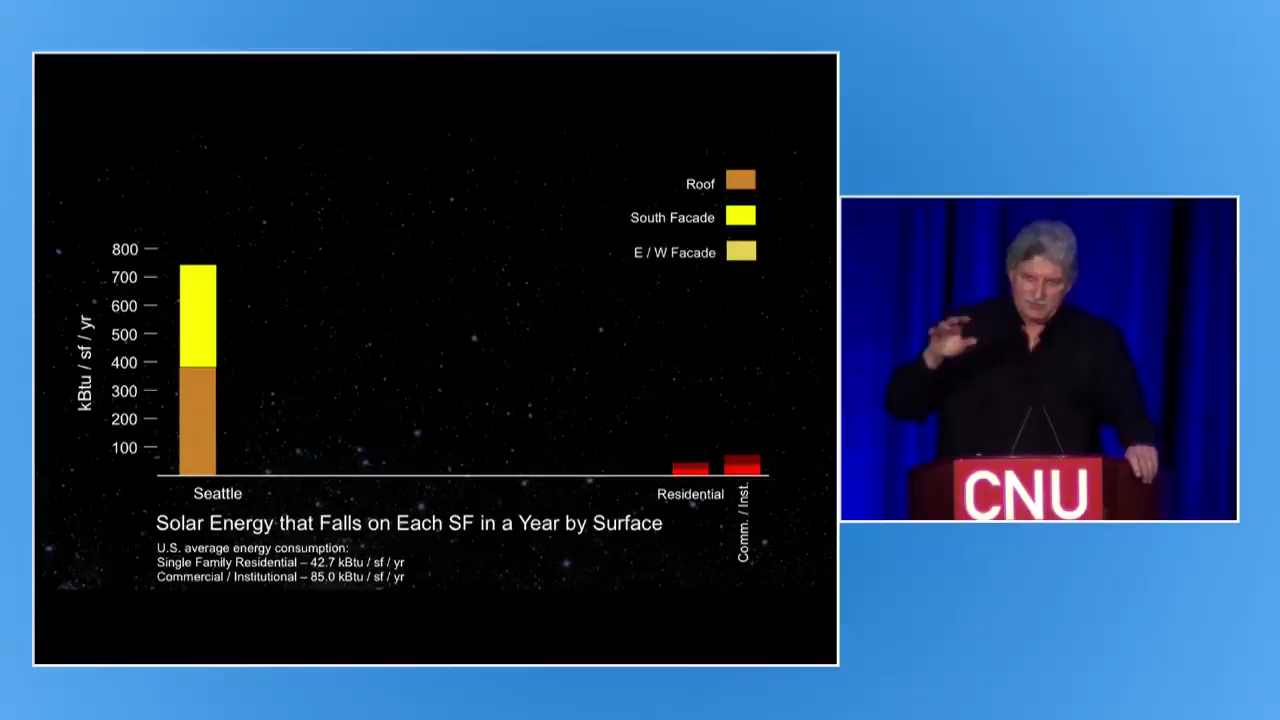 Roof
South Facade
E / W Facade
800
700
600
500
400
300
200
100
kBtu / sf / yr
Seattle
Residential
Comm. / Inst.
Solar Energy that Falls on Each SF in a Year by Surface
U.S. average energy consumption:
Single Family Residential – 42.7 kBtu / sf / yr
Commercial / Institutional – 85.0 kBtu / sf / yr
CNU